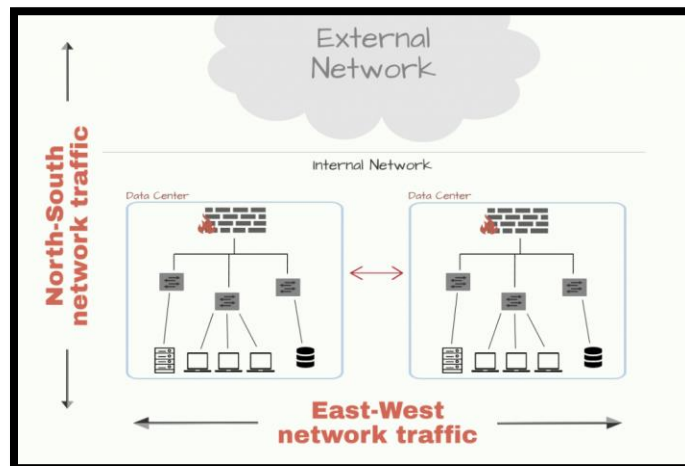 External
Network
Internal Network
Data Center
Data Center
North-South
network traffic
East-West
network traffic